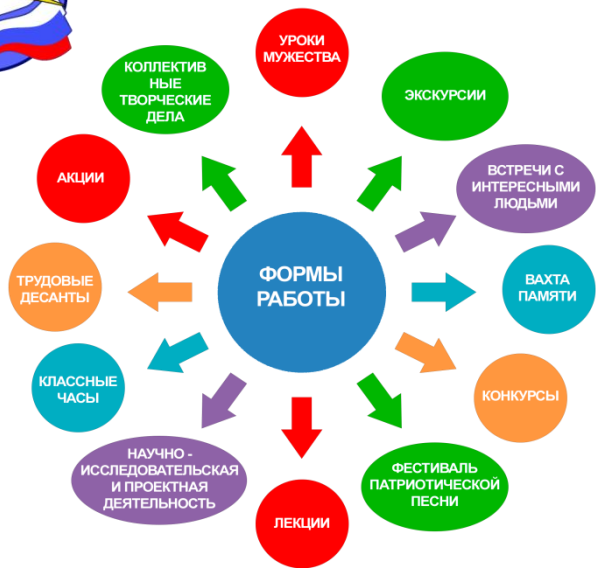 УРОКИ
МУЖЕСТВА
ЭКСКУРСИИ
ВСТРЕЧИ С
ИНТЕРЕСНЫМИ
ЛЮДЬМИ
ВАХТА
ПАМЯТИ
КОНКУРСЫ
ФЕСТИВАЛЬ
ПАТРИОТИЧЕСКОЙ
ПЕСНИ
ЛЕКЦИИ
НАУЧНО -
ИССЛЕДОВАТЕЛЬСКАЯ
И ПРОЕКТНАЯ
ДЕЯТЕЛЬНОСТЬ
КЛАССНЫЕ
ЧАСЫ
ТРУДОВЫЕ
ДЕСАНТЫ
АКЦИИ
КОЛЛЕКТИВ
НЫЕ
ТВОРЧЕСКИЕ
ДЕЛА
ФОРМЫ
РАБОТЫ